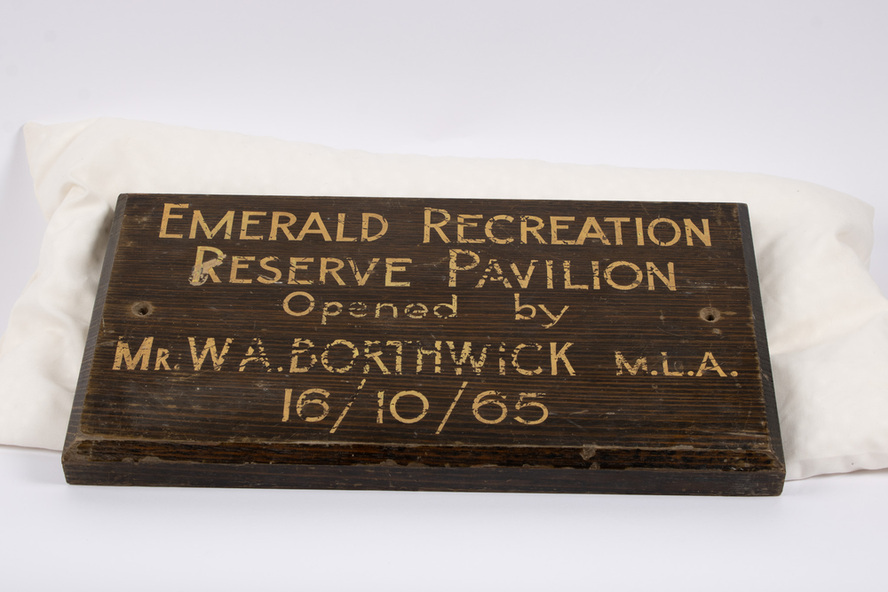 EMERALD RECREATION
RESERVE PAVILION
Opened by
MR. W A. BORTHWICK M.L.A.
16/10/65